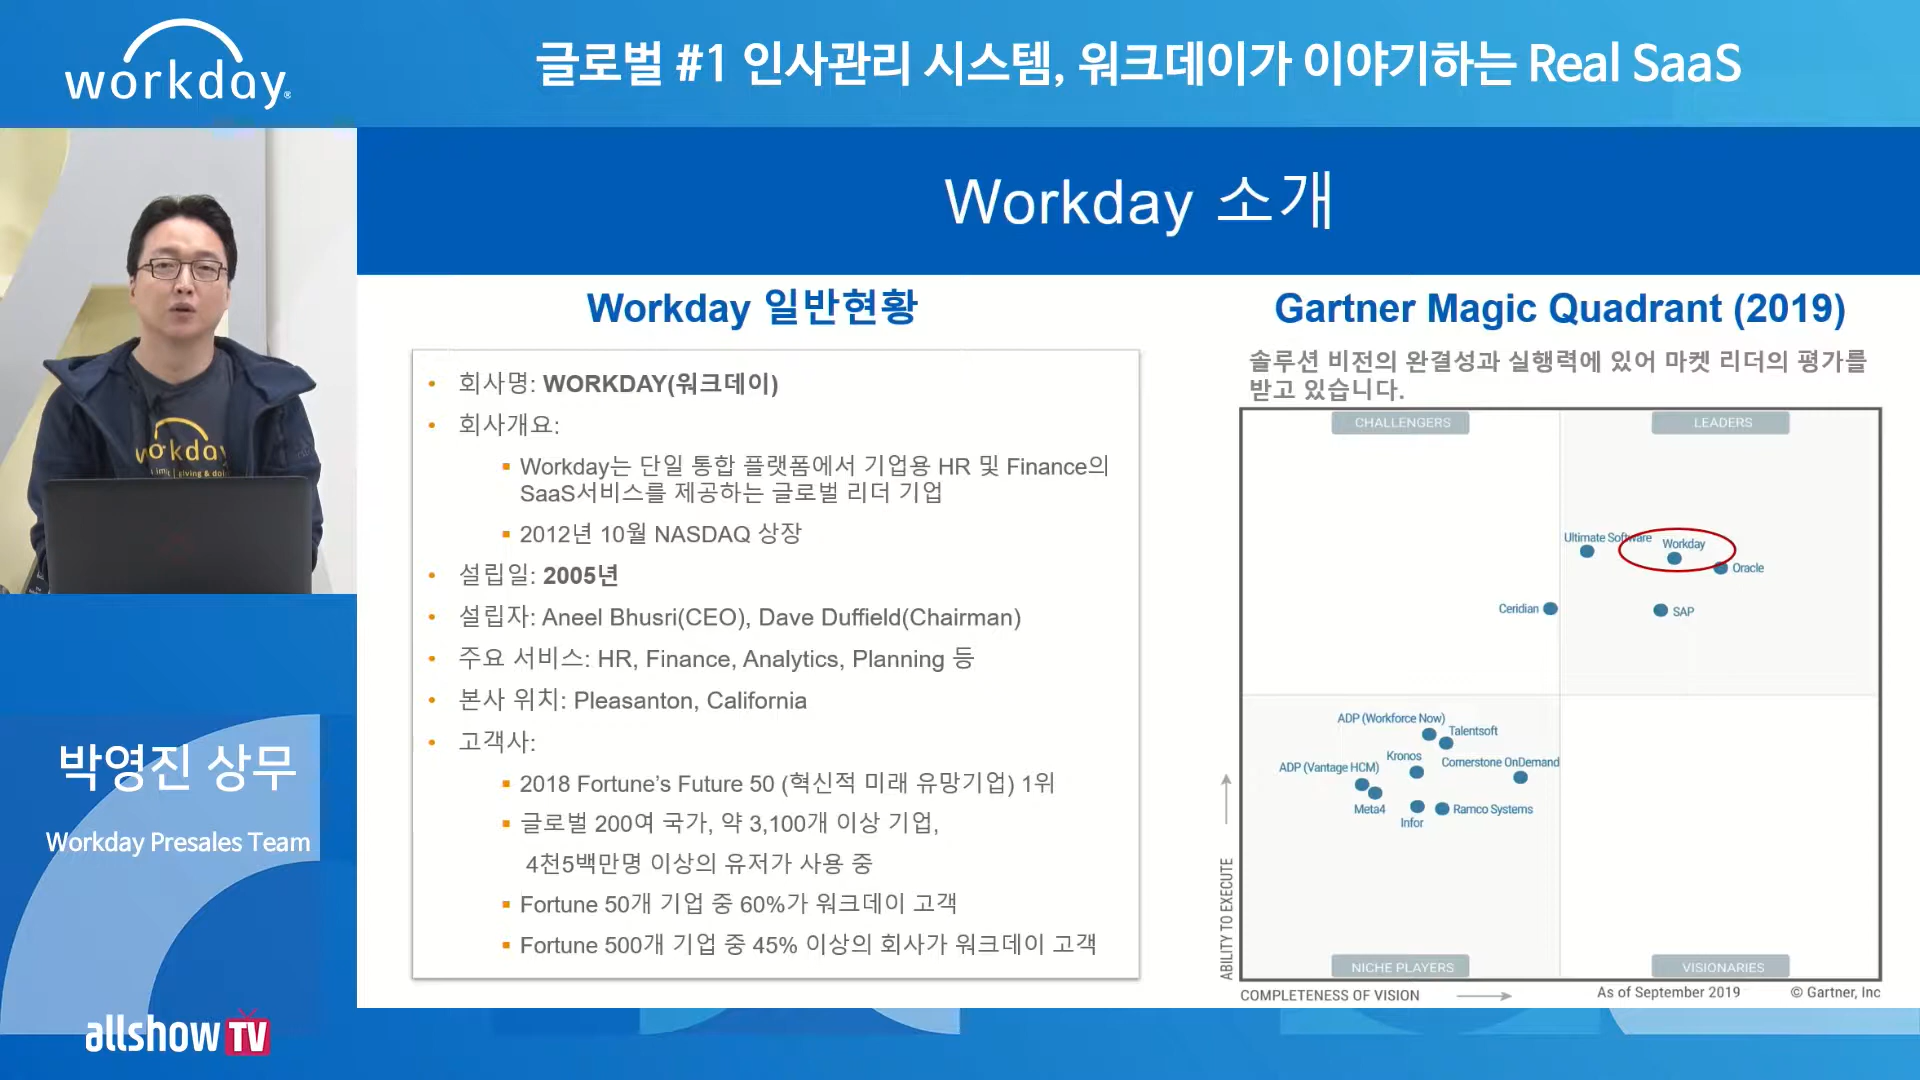 workday
글로벌 #1 인사관리 시스템, 워크데이가 이야기하는 Real SaaS
workday
박영진 상무
Workday Presales Team
allshow TV
Workday 소개
Workday 일반현황
• 회사명: WORKDAY(워크데이)
• 회사개요:
▪ Workday는 단일 통합 플랫폼에서 기업용 HR 및 Finance의
SaaS서비스를 제공하는 글로벌 리더 기업
▪ 2012년 10월 NASDAQ 상장
• 설립일: 2005년
• 설립자: Aneel Bhusri(CEO), Dave Duffield(Chairman)
• 주요 서비스: HR, Finance, Analytics, Planning 등
• 본사 위치: Pleasanton, California
• 고객사:
▪ 2018 Fortune’s Future 50 (혁신적 미래 유망기업) 1위
▪ 글로벌 200여 국가, 약 3,100개 이상 기업,
4천5백만명 이상의 유저가 사용 중
▪ Fortune 50개 기업 중 60%가 워크데이 고객
▪ Fortune 500개 기업 중 45% 이상의 회사가 워크데이 고객
Gartner Magic Quadrant (2019)
솔루션 비전의 완결성과 실행력에 있어 마켓 리더의 평가를
받고 있습니다.
CHALLENGERS
LEADERS
Ultimate Software
Workday
Oracle
Ceridian
SAP
ADP (Workforce Now)
Talentsoft
Kronos
Cornerstone OnDemand
ADP (Vantage HCM)
Meta4
Infor
Ramco Systems
NICHE PLAYERS
VISIONARIES
ABILITY TO EXECUTE
COMPLETENESS OF VISION
As of September 2019
© Gartner, Inc